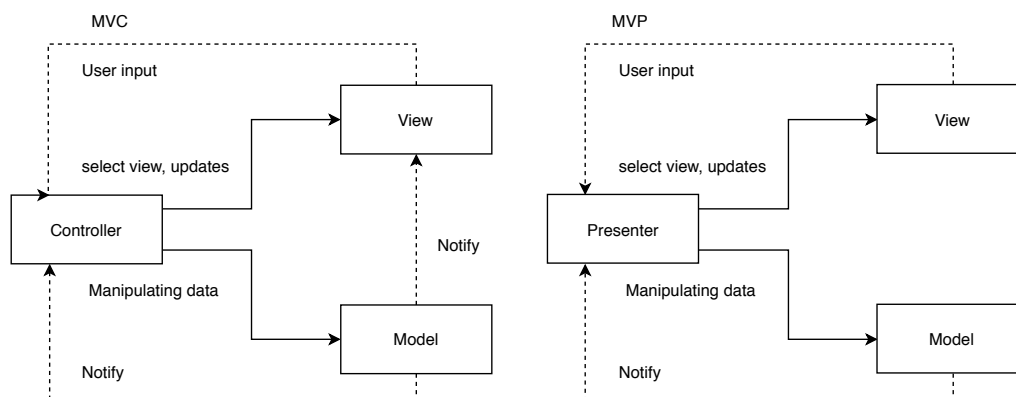 MVC
User input
View
select view, updates
Controller
Notify
Manipulating data
Model
Notify
MVP
User input
View
select view, updates
Presenter
Manipulating data
Model
Notify